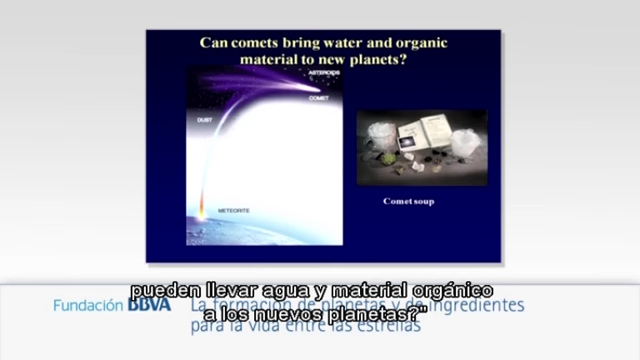 Can comets bring water and organic
material to new planets?
ASTEROIDS
COMET
DUST
METEORITE
Comet soup
pueden llevar agua y material orgánico
a los nuevos planetas?"
Fundación BBVA
La formación de planetas y de ingredientes
para la vida entre las estrellas